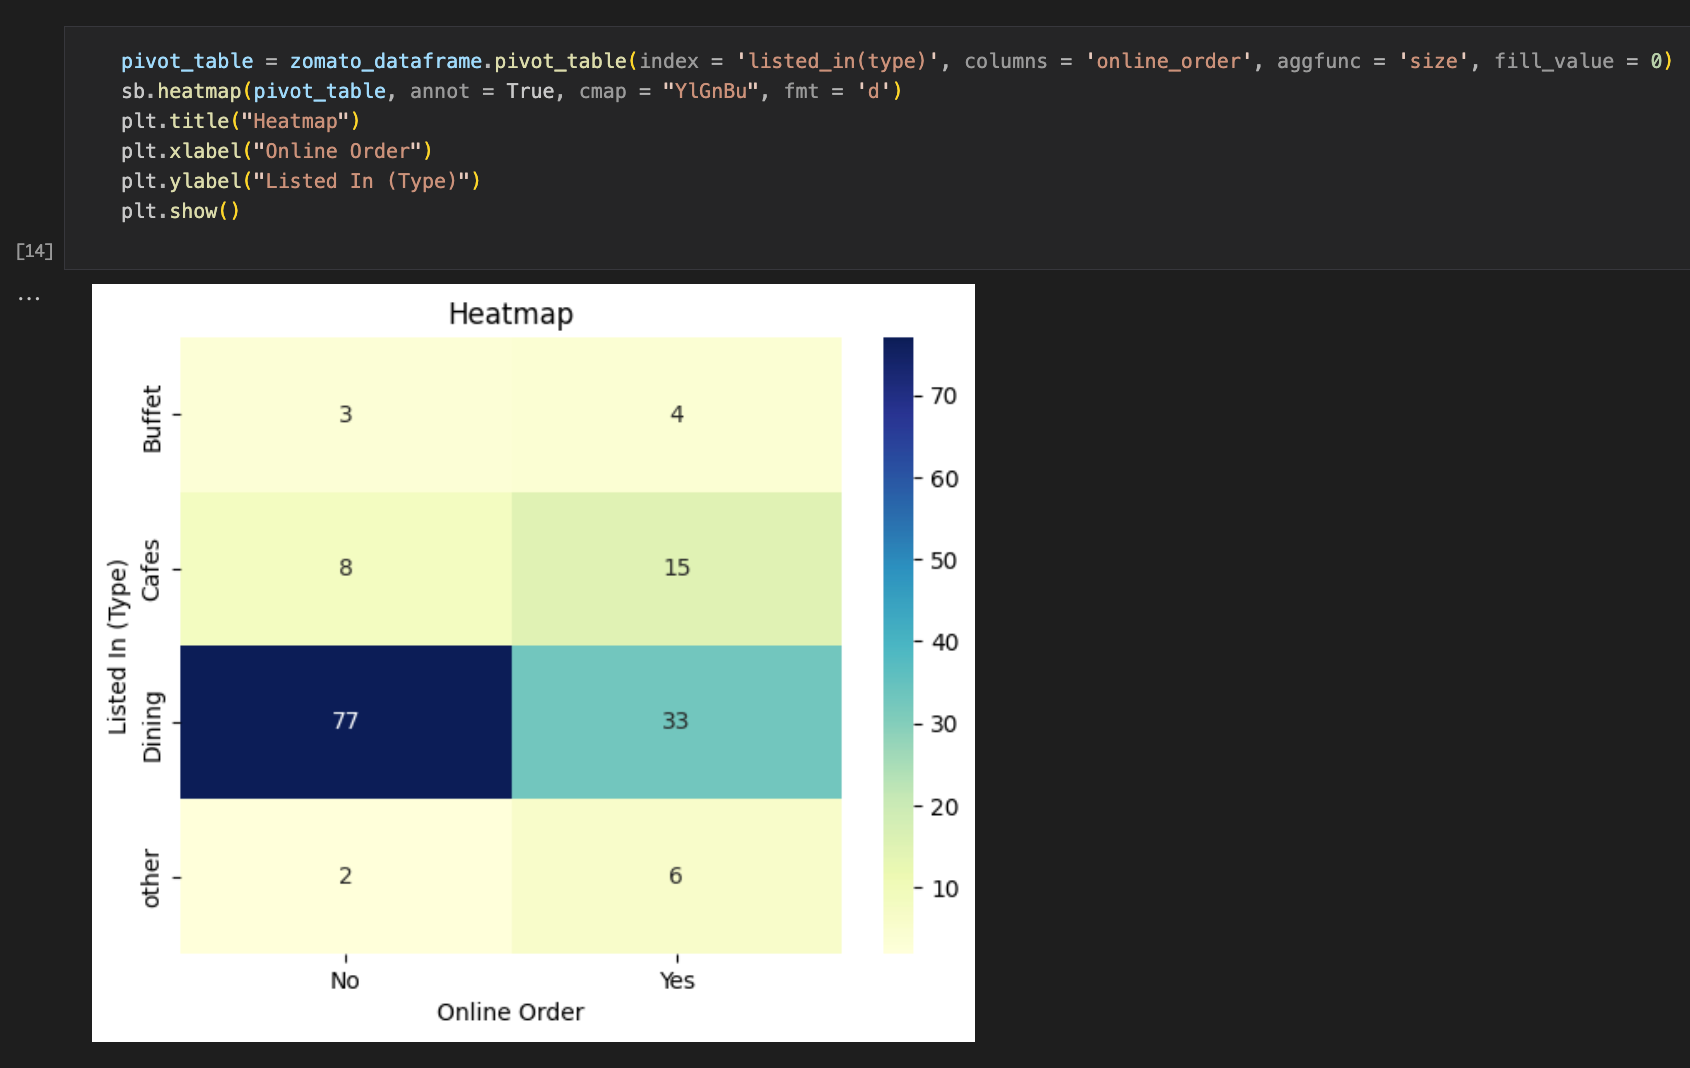 pivot_table = zomato_dataframe.pivot_table(index = 'listed_in(type)', columns = 'online_order', aggfunc = 'size', fill_value = 0)
sb.heatmap(pivot_table, annot = True, cmap = "YlGnBu", fmt = 'd')
plt.title("Heatmap")
plt.xlabel("Online Order")
plt.ylabel("Listed In (Type)")
plt.show()
[14]
...
Heatmap
Listed In (Type)
Buffet
3 4
Cafes
8 15
Dining
77 33
other
2 6
No Yes
Online Order
70
60
50
40
30
20
10